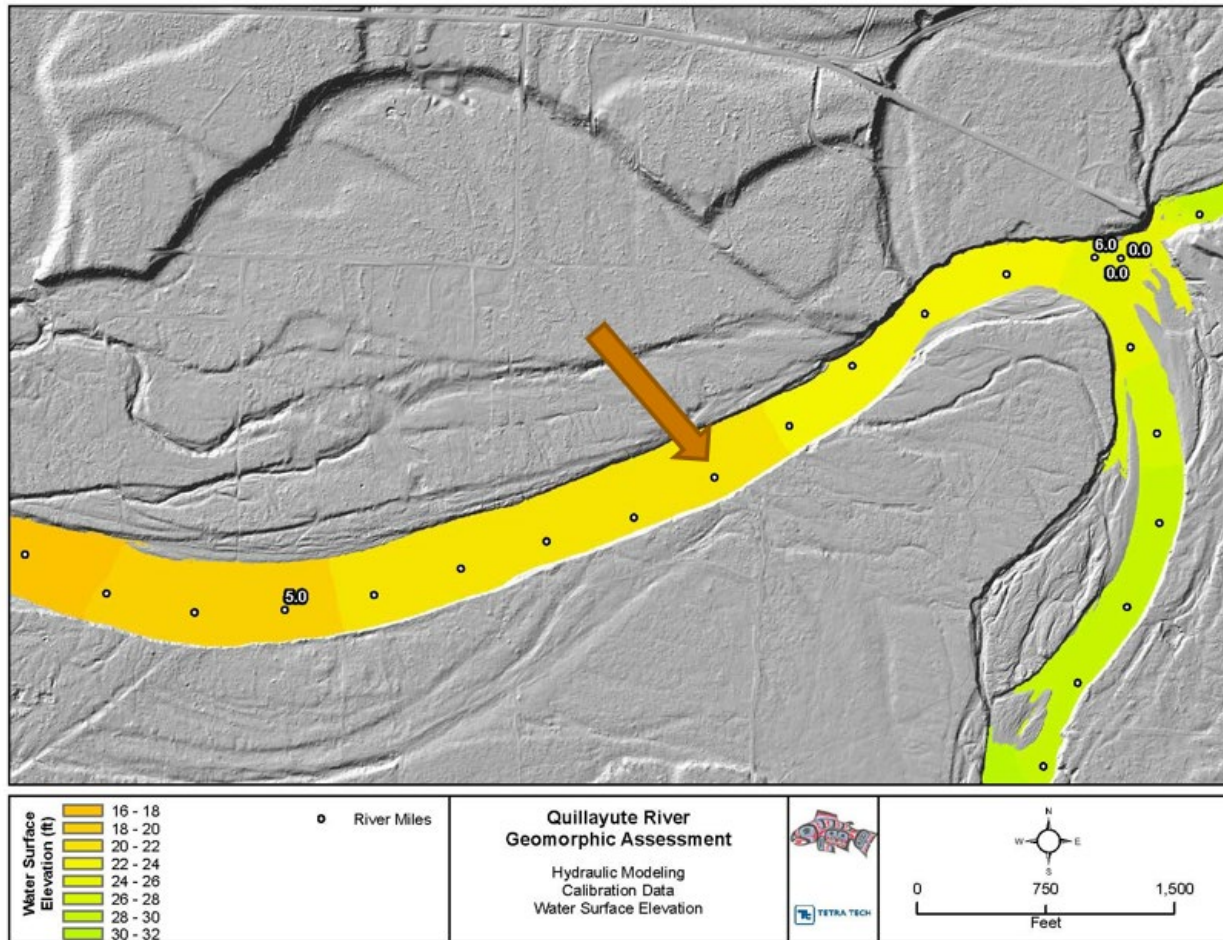 6.0
0.0
0.0
5.0
Water Surface
Elevation (ft)
16 - 18
18 - 20
20 - 22
22 - 24
24 - 26
26 - 28
28 - 30
30 - 32
River Miles
Quillayute River
Geomorphic Assessment
Hydraulic Modeling
Calibration Data
Water Surface Elevation
TETRA TECH
N
W
E
S
0 750 1,500
Feet